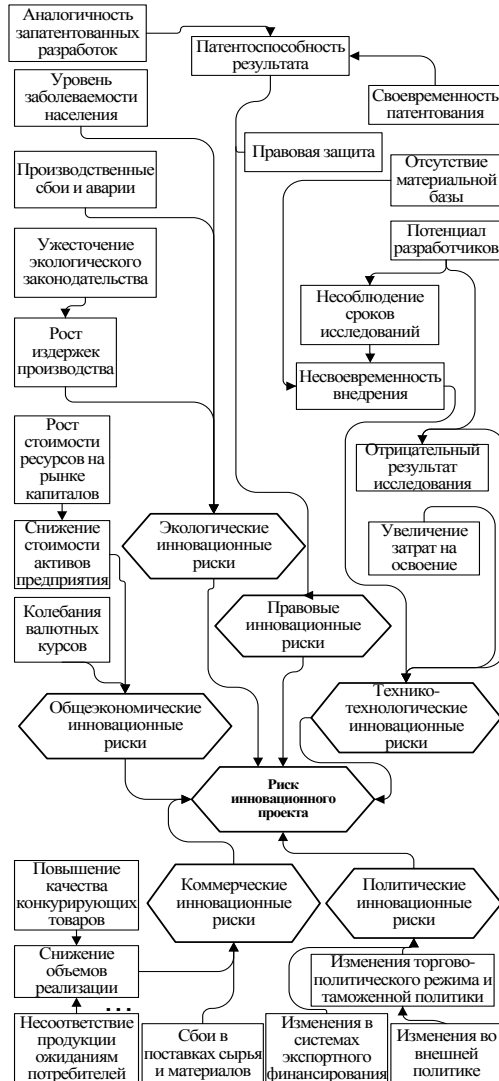 Аналогичность
запатентованных
разработок
Патентоспособность
результата
Своевременность
патентования
Уровень
заболеваемости
населения
Правовая защита
Производственные
сбои и аварии
Отсутствие
материальной
базы
Потенциал
разработчиков
Ужесточение
экологического
законодательства
Несоблюдение
сроков
исследований
Рост
издержек
производства
Несвоевременность
внедрения
Рост
стоимости
ресурсов на
рынке
капиталов
Отрицательный
результат
исследования
Снижение
стоимости
активов
предприятия
Экологические
инновационные
риски
Увеличение
затрат на
освоение
Колебания
валютных
курсов
Правовые
инновационные
риски
Общеэкономические
инновационные
риски
Технико-
технологические
инновационные
риски
Риск
инновационного
проекта
Повышение
качества
конкурирующих
товаров
Коммерческие
инновационные
риски
Политические
инновационные
риски
Снижение
объемов
реализации
Изменения торгово-
политического режима и
таможенной политики
...
Несоответствие
продукции
ожиданиям
потребителей
Сбои в
поставках сырья
и материалов
Изменения в
системах
экспортного
финансирования
Изменения во
внешней
политике